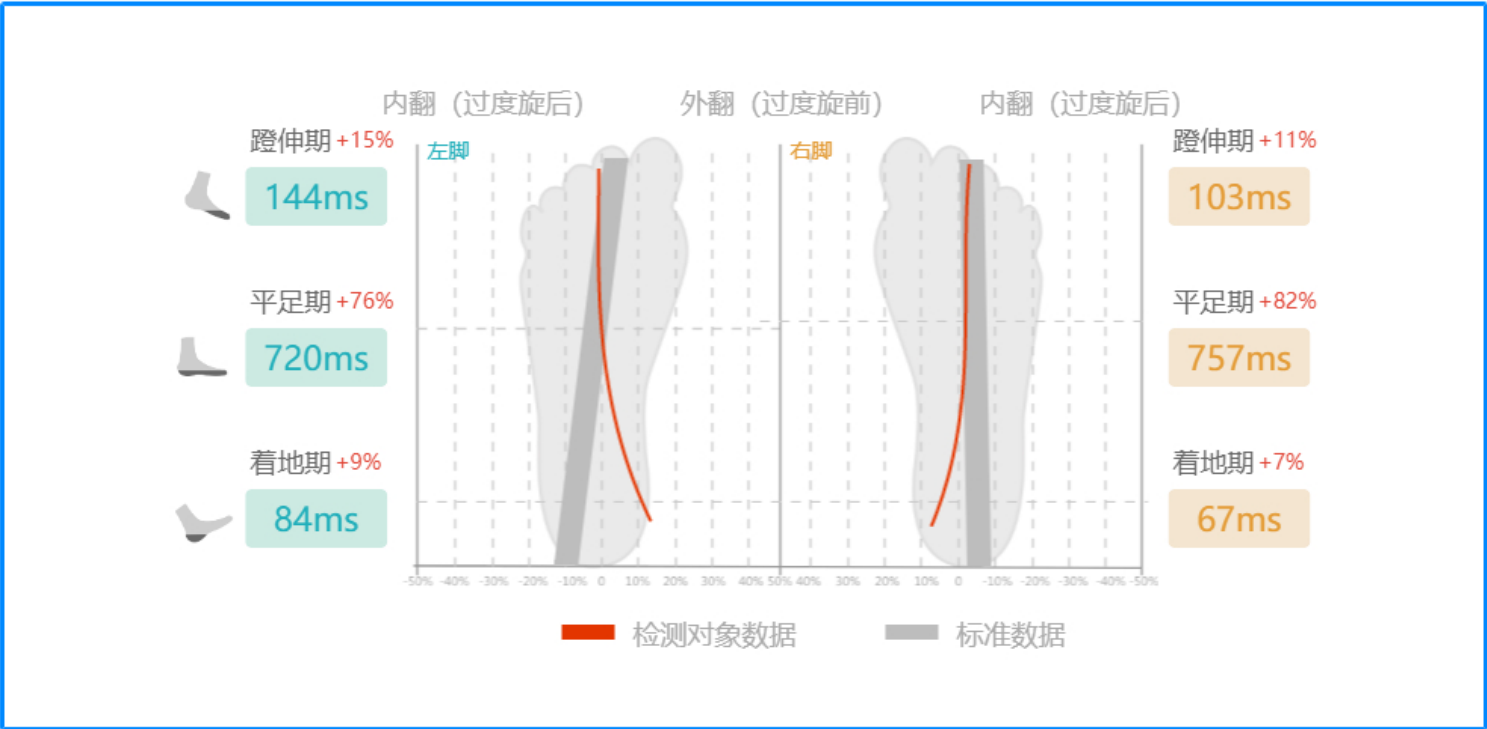 内翻（过度旋后） 外翻（过度旋前） 内翻（过度旋后）
蹬伸期 +15%
144ms
平足期 +76%
720ms
着地期 +9%
84ms
左脚
右脚
蹬伸期 +11%
103ms
平足期 +82%
757ms
着地期 +7%
67ms
-50% -40% -30% -20% -10% 0 10% 20% 30% 40% 50% 40% 30% 20% 10% 0 -10% -20% -30% -40% -50%
检测对象数据 标准数据